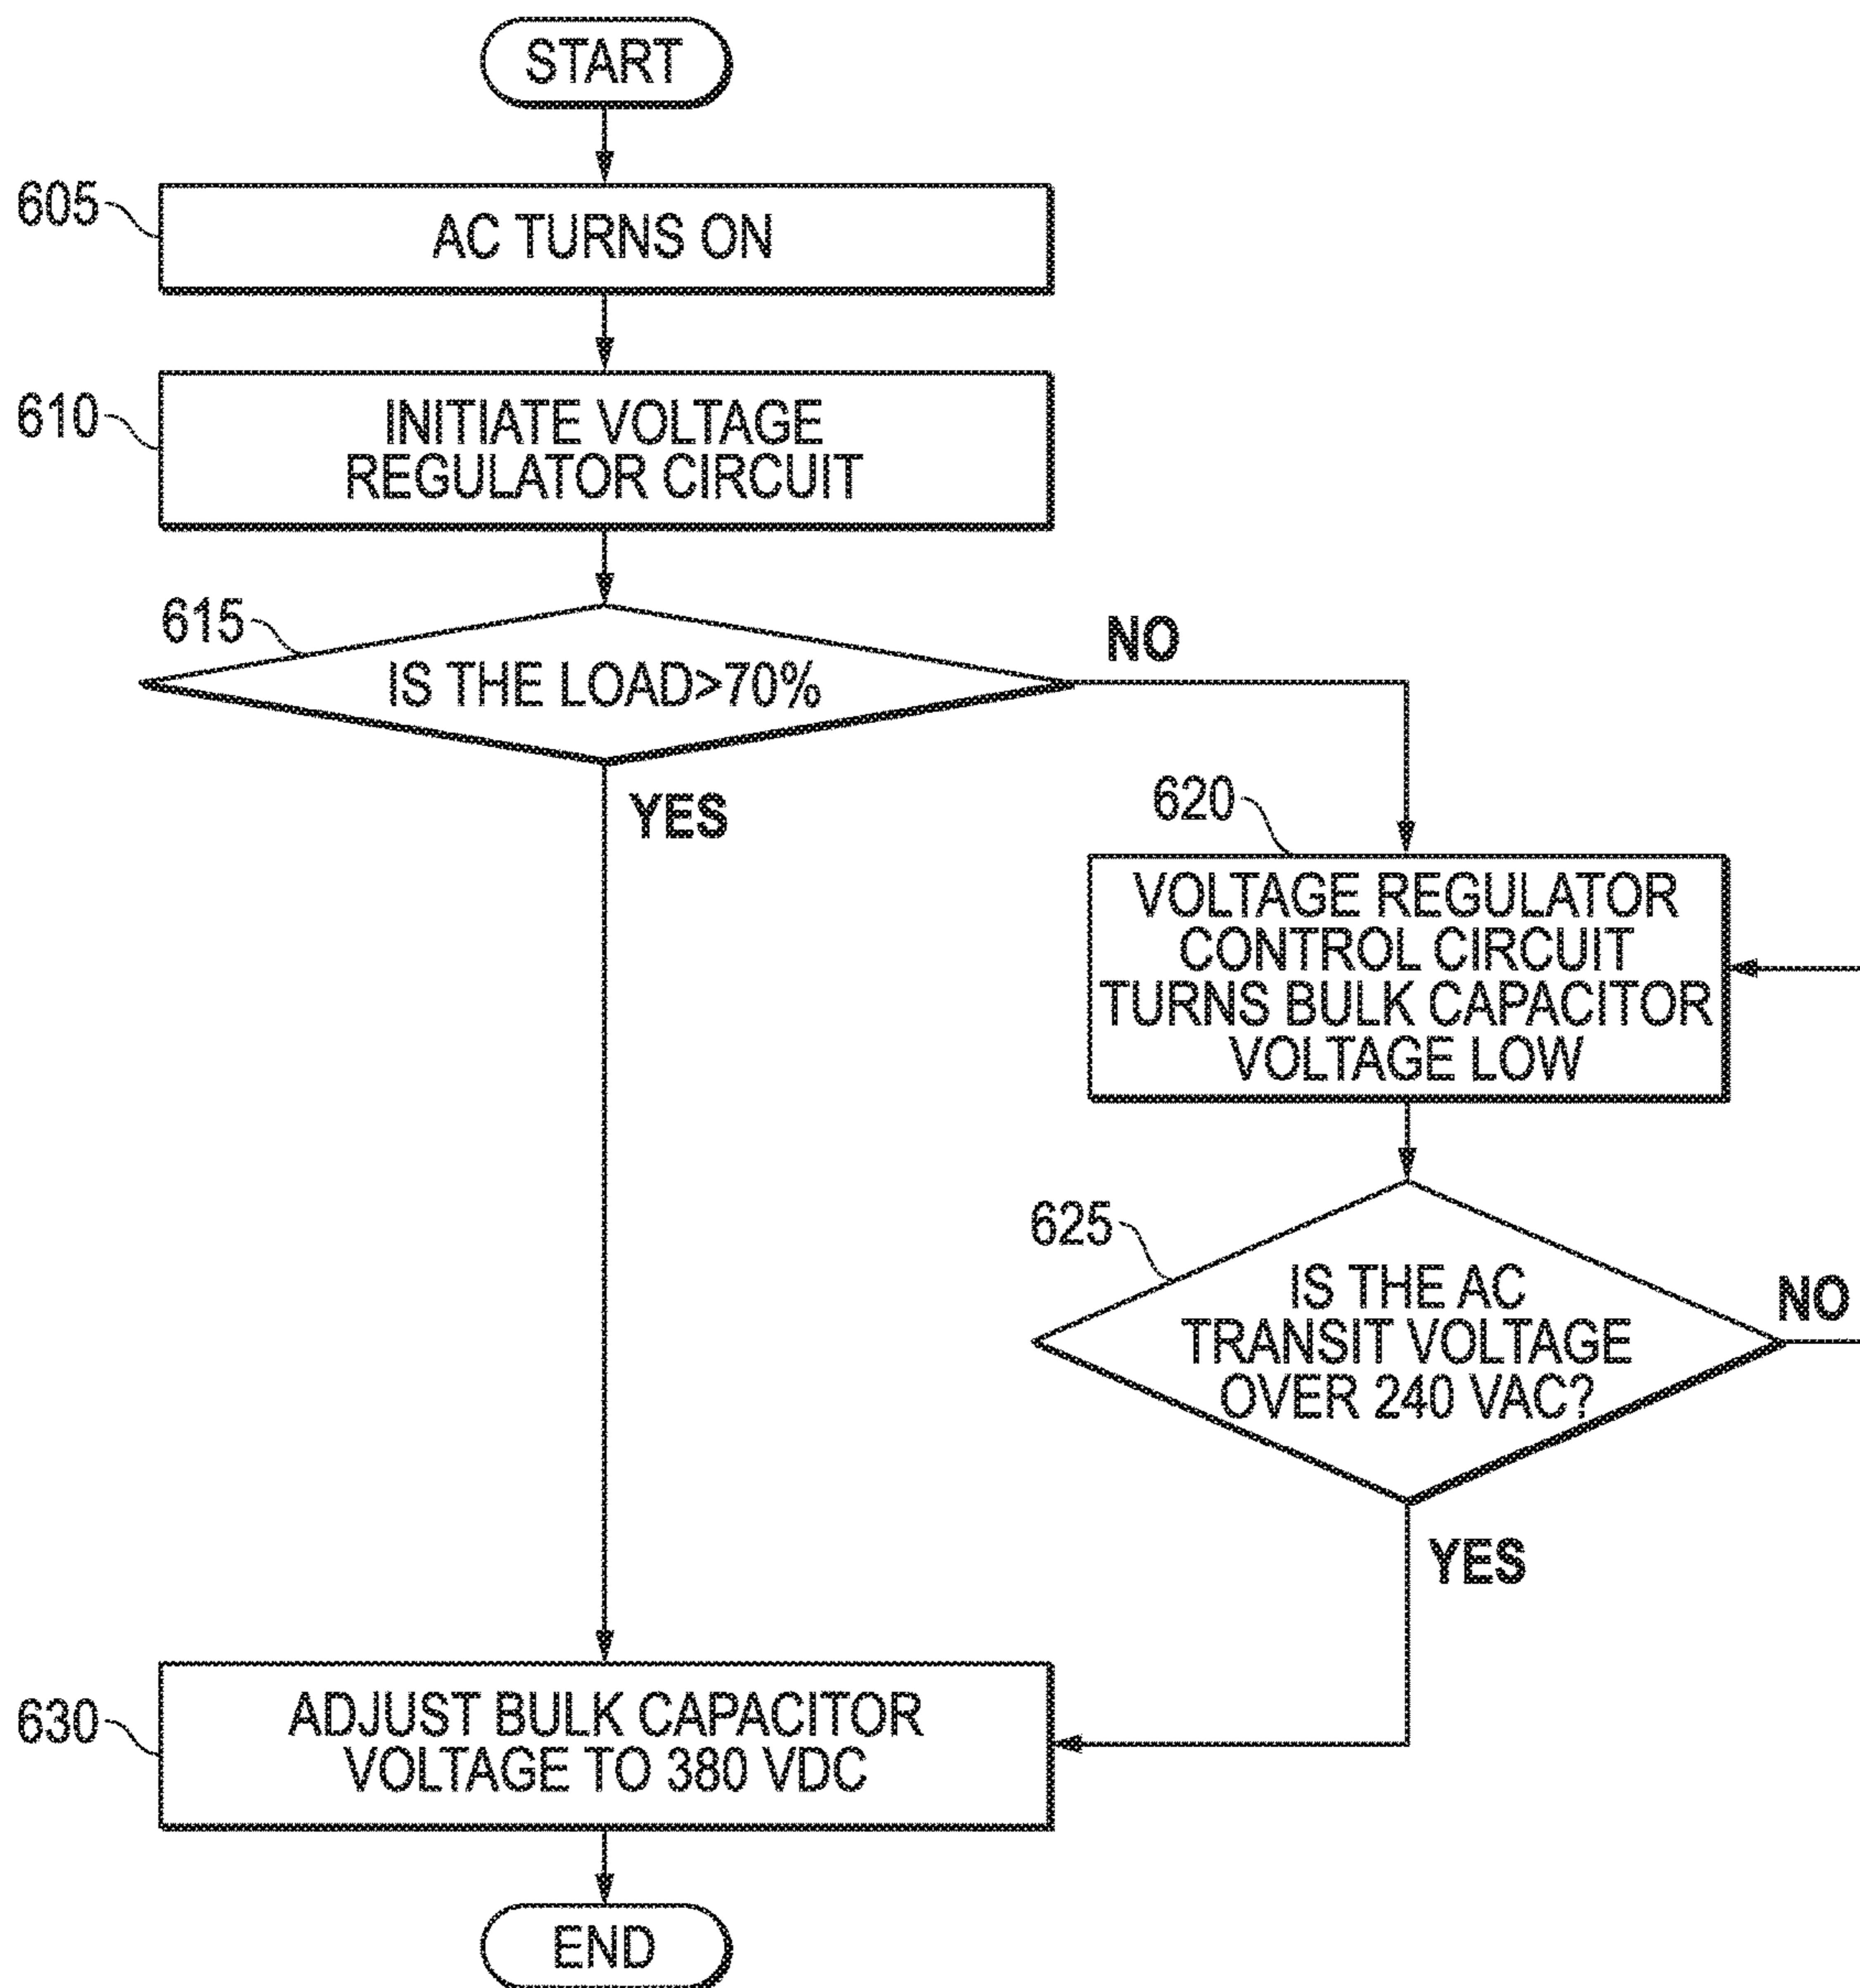 START
605
AC TURNS ON
610
INITIATE VOLTAGE
REGULATOR CIRCUIT
615
IS THE LOAD>70%
NO
YES
620
VOLTAGE REGULATOR
CONTROL CIRCUIT
TURNS BULK CAPACITOR
VOLTAGE LOW
625
IS THE AC
TRANSIT VOLTAGE
OVER 240 VAC?
NO
YES
630
ADJUST BULK CAPACITOR
VOLTAGE TO 380 VDC
END